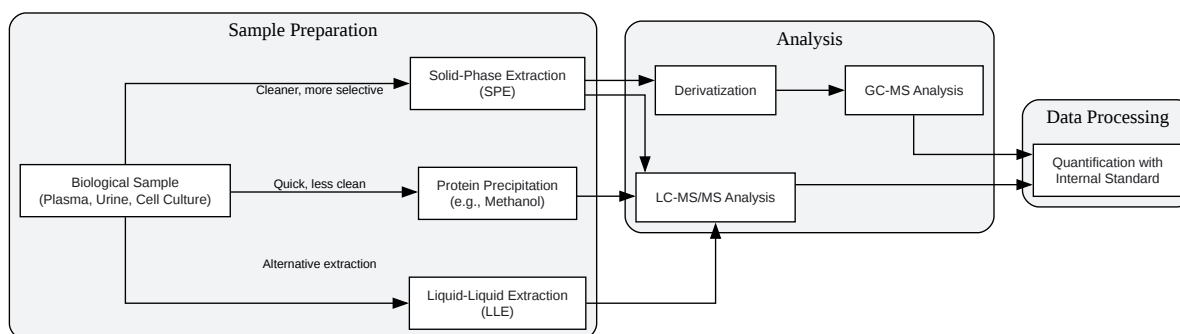 Sample Preparation
Analysis
Data Processing
Solid-Phase Extraction
(SPE)
Cleaner, more selective
Derivatization
GC-MS Analysis
Biological Sample
(Plasma, Urine, Cell Culture)
Quick, less clean
Protein Precipitation
(e.g., Methanol)
LC-MS/MS Analysis
Quantification with
Internal Standard
Alternative extraction
Liquid-Liquid Extraction
(LLE)